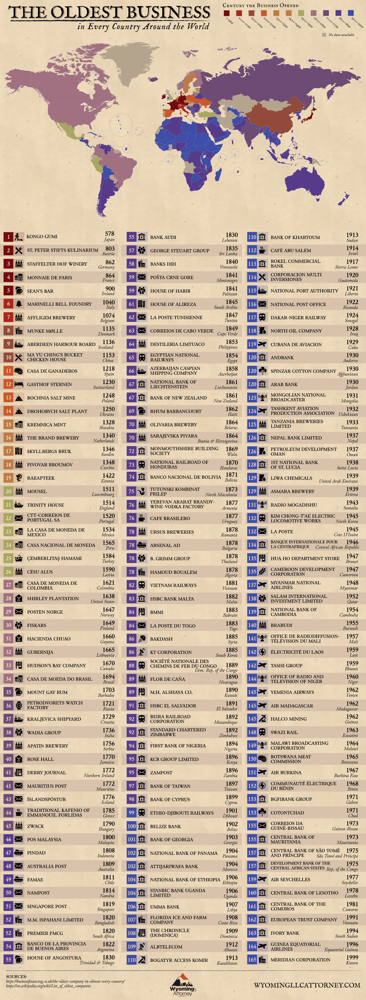 THE OLDEST BUSINESS
in Every Country Around the World
Century the Business Opened
0-999
1000-1099
1100-1199
1200-1299
1300-1399
1400-1499
1500-1599
1600-1699
1700-1799
1800-1899
1900-1999
No data available
1 KONGO GUMI 578 Japan
2 ST. PETER STIFTS KULINARIUM 803 Austria
3 STAFFELTER HOF WINERY 862 Germany
4 MONNAIE DE PARIS 864 France
5 SEAN'S BAR 900 Ireland
6 MARINELLI BELL FOUNDRY 1040 Italy
7 AFFLIGEM BREWERY 1074 Belgium
8 MUNKE MØLLE 1135 Denmark
9 ABERDEEN HARBOUR BOARD 1136 Scotland
10 MA YU CHING'S BUCKET CHICKEN HOUSE 1153 China
11 CASA DE GANADEROS 1218 Spain
12 GASTHOF STERNEN 1230 Switzerland
13 BOCHNIA SALT MINE 1248 Poland
14 DROHOBYCH SALT PLANT 1250 Ukraine
15 KREMNICA MINT 1328 Slovakia
16 THE BRAND BREWERY 1340 Netherlands
17 SKYLLBERGS BRUK 1346 Sweden
18 PIVOVAR BROUMOV 1348 Czechia
19 RAEAPTEEK 1422 Estonia
20 MOUSEL 1511 Luxembourg
21 TRINITY HOUSE 1514 England
22 CTT-CORREIOS DE PORTUGAL SA 1520 Portugal
23 LA CASA DE MONEDA DE MEXICO 1534 Mexico
24 CASA NACIONAL DE MONEDA 1565 Peru
25 ÇEMBERLITAŞ HAMAMI 1584 Turkey
26 CĒSU ALUS 1590 Latvia
27 CASA DE MONEDA DE COLOMBIA 1621 Colombia
28 SHIRLEY PLANTATION 1638 United States
29 POSTEN NORGE 1647 Norway
30 FISKARS 1649 Finland
31 HACIENDA CHUAO 1660 Guyana
32 GUBERNIJA 1665 Lithuania
33 HUDSON'S BAY COMPANY 1670 Canada
34 CASA DE MOEDA DO BRASIL 1694 Brazil
35 MOUNT GAY RUM 1703 Barbados
36 PETRODVORETS WATCH FACTORY 1721 Russia
37 KRALJEVICA SHIPYARD 1729 Croatia
38 WADIA GROUP 1736 India
39 APATIN BREWERY 1756 Serbia
40 ROSE HALL 1770 Jamaica
41 DERRY JOURNAL 1772 Northern Ireland
41 MAURITIUS POST 1772 Mauritius
43 ÍSLANDSPÓSTUR 1776 Iceland
44 TRADITIONAL KAFENIO OF EMMANOUIL FORLIDAS 1785 Greece
45 ZWACK 1790 Hungary
46 POS MALAYSIA 1800 Malaysia
47 PINDAD 1808 Indonesia
48 AUSTRALIA POST 1809 Australia
49 FAMAE 1811 Chile
50 NAMPOST 1814 Nambia
51 SINGAPORE POST 1819 Singapore
52 M.M. ISPAHANI LIMITED 1820 Bangladesh
52 PREMIER FMCG 1820 South Africa
54 BANCO DE LA PROVINCIA DE BUENOS AIRES 1822 Argentina
55 HOUSE OF ANGOSTURA 1830 Trinidad & Tobago
55 BANK AUDI 1830 Lebanon
57 GEORGE STEUART GROUP 1835 Sri Lanka
58 BANKS DIH 1840 Venezuela
59 POŠTA CRNE GORE 1841 Montenegro
59 HOUSE OF HABIB 1841 Pakistan
61 HOUSE OF ALIREZA 1845 Saudi Arabia
62 LA POSTE TUNISIENNE 1847 Tunisia
63 CORREIOS DE CABO VERDE 1849 Cape Verde
64 DESTILERIA LIMTUACO 1853 Philippines
65 EGYPTIAN NATIONAL RAILWAYS 1854 Egypt
66 AZERBAIJAN CASPIAN SHIPPING COMPANY 1858 Azerbaijan
67 NATIONAL BANK OF LIECHTENSTEIN 1861 Liechtenstein
67 BANK OF NEW ZEALAND 1861 New Zealand
69 RHUM BARBANCOURT 1862 Haiti
70 OLIVARIA BREWERY 1864 Belarus
70 SARAJEVSKA PIVARA 1864 Bosnia & Herzegovina
72 MONMOUTHSHIRE BUILDING SOCIETY 1869 Wales
73 NATIONAL RAILROAD OF HONDURAS 1870 Honduras
74 BANCO NACIONAL DE BOLIVIA 1871 Bolivia
75 TUTUNSKI KOMBINAT PRILEP 1873 North Macedonia
76 YEREVAN ARARAT BRANDY-WINE-VODKA FACTORY 1877 Armenia
76 CAFE BRASILERO 1877 Uruguay
78 URSUS BREWERIES 1878 Romania
78 ARSENAL AD 1878 Bulgaria
78 B. GRIMM GROUP 1878 Thailand
78 HAMOUD BOUALEM 1878 Algeria
82 VIETNAM RAILWAYS 1881 Vietnam
83 HSBC BANK MALTA 1882 Malta
84 BMMI 1883 Bahrain
84 LA POSTE DU TOGO 1883 Togo
86 BAKDASH 1885 Syria
86 KT CORPORATION 1885 South Korea
88 SOCIÉTÉ NATIONALE DES CHEMINS DE FER DU CONGO 1889 Dem. Rep. of the Congo
89 FLOR DE CAÑA 1890 Nicaragua
89 M.H. ALSHAYA CO. 1890 Kuwait
91 HSBC EL SALVADOR 1891 El Salvador
92 BEIRA RAILROAD CORPORATION 1892 Mozambique
92 STANDARD CHARTERED ZIMBABWE 1892 Zimbabwe
94 FIRST BANK OF NIGERIA 1894 Nigeria
95 KCB GROUP LIMITED 1896 Kenya
95 ZAMPOST 1896 Zambia
97 BANK OF TAIWAN 1897 Taiwan
98 BANK OF CYPRUS 1899 Cyprus
99 ETHIO-DJIBOUTI RAILWAYS 1901 Djibouti
100 BELIZE BANK 1902 Belize
101 BANK OF GEORGIA 1903 Georgia
102 NATIONAL BANK OF PANAMA 1904 Panama
102 ATTIJARIWAFA BANK 1904 Morocco
104 NATIONAL BANK OF ETHIOPIA 1906 Ethiopia
104 STANBIC BANK UGANDA LIMITED 1906 Uganda
106 UMMA BANK 1907 Libya
107 FLORIDA ICE AND FARM COMPANY 1908 Costa Rica
108 THE CHRONICLE (DOMINICA) 1909 Dominica
109 ALBTELECOM 1912 Albania
110 BOGATYR ACCESS KOMIR 1913 Kazakhstan
110 BANK OF KHARTOUM 1913 Sudan
112 CAFÉ ABU SALEM 1914 Israel
113 ROKEL COMMERCIAL BANK 1917 Sierra Leone
114 CORPORACION MULTI INVERSIONES 1920 Guatemala
115 NATIONAL PORT AUTHORITY 1921 Liberia
116 NATIONAL POST OFFICE 1922 Rwanda
117 DAKAR-NIGER RAILWAY 1924 Senegal
118 NORTH OIL COMPANY 1928 Iraq
119 CUBANA DE AVIACION 1929 Cuba
120 ANDBANK 1930 Andorra
120 SPINZAR COTTON COMPANY 1930 Afghanistan
120 ARAB BANK 1930 Jordan
123 MONGOLIAN NATIONAL BROADCASTER 1931 Mongolia
124 TASHKENT AVIATION PRODUCTION ASSOCIATION 1932 Uzbekistan
125 TANZANIA BREWERIES LIMITED 1933 Tanzania
126 NEPAL BANK LIMITED 1937 Nepal
126 PETROLEUM DEVELOPMENT OMAN 1937 Oman
128 1ST NATIONAL BANK OF ST. LUCIA 1938 Saint Lucia
129 LIWA CHEMICALS 1939 United Arab Emirates
129 ASMARA BREWERY 1939 Eritrea
131 RADIO MOGADISHU 1943 Somalia
132 KIM CHONG-T'AE ELECTRIC LOCOMOTIVE WORKS 1945 North Korea
132 LA POSTE 1945 Cote D'Ivoire
134 BANQUE INTERNATIONALE POUR LA CENTRAFRIQUE 1946 Central African Republic
135 HUA HO DEPARTMENT STORE 1947 Brunei
135 CAMEROON DEVELOPMENT CORPORATION 1947 Cameroon
137 MYANMAR NATIONAL AIRLINES 1948 Myanmar
138 SALAM INTERNATIONAL INVESTMENT LIMITED 1952 Qatar
139 NATIONAL BANK OF CAMBODIA 1954 Cambodia
140 BRARUDI 1955 Burundi
141 OFFICE DE RADIODIFFUSION-TÉLÉVISION DU MALI 1957 Mali
142 ÉLECTRICITÉ DU LAOS 1959 Laos
142 TASHI GROUP 1959 Bhutan
144 OFFICE OF RADIO AND TELEVISION OF NIGER 1960 Niger
145 YEMENIA AIRWAYS 1962 Yemen
145 AIR MADAGASCAR 1962 Madagascar
145 HALCO MINING 1962 Guinea
148 SWAZI RAIL 1963 Eswatini
149 MALAWI BROADCASTING CORPORATION 1964 Malawi
150 BOTSWANA MEAT COMMISSION 1965 Botswana
151 AIR BURKINA 1967 Burkina Faso
152 COMMUNAUTÉ ÉLECTRIQUE DU BÉNIN 1968 Bénin
153 BGFIBANK GROUP 1971 Gabon
153 COTONTCHAD 1971 Chad
155 CORREIOS DA GUINÉ-BISSAU 1973 Guinea-Bissau
155 CENTRAL BANK OF MAURITANIA 1973 Mauritania
157 CENTRAL BANK OF SÃO TOMÉ AND PRÍNCIPE 1975 São Tomé and Príncipe
157 DEVELOPMENT BANK OF THE CENTRAL AFRICAN STATES 1975 Rep. of the Congo
159 AIR SEYCHELLES 1977 Seychelles
160 CENTRAL BANK OF LESOTHO 1978 Lesotho
161 CENTRAL BANK OF THE COMOROS 1981 Comoros
162 EUROPEAN TRUST COMPANY 1991 Vanuatu
163 IVORY BANK 1994 South Sudan
164 GUINEA EQUATORIAL AIRLINES 1996 Equatorial Guinea
165 MERIDIAN CORPORATION 1999 Kosovo
SOURCES:
https://businessfinancing.co.uk/the-oldest-company-in-almost-every-country/
https://en.wikipedia.org/wiki/List_of_oldest_companies
Wyoming LLC
Attorney
WYOMINGLLCATTORNEY.COM